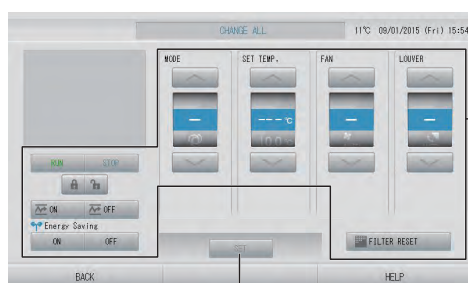 CHANGE ALL 11℃ 09/01/2015 (Fri) 15:54
MODE SET TEMP. FAN LOUVER
– ---℃ – –
RUN STOP
ON OFF
Energy Saving
ON OFF
SET
FILTER RESET
BACK HELP